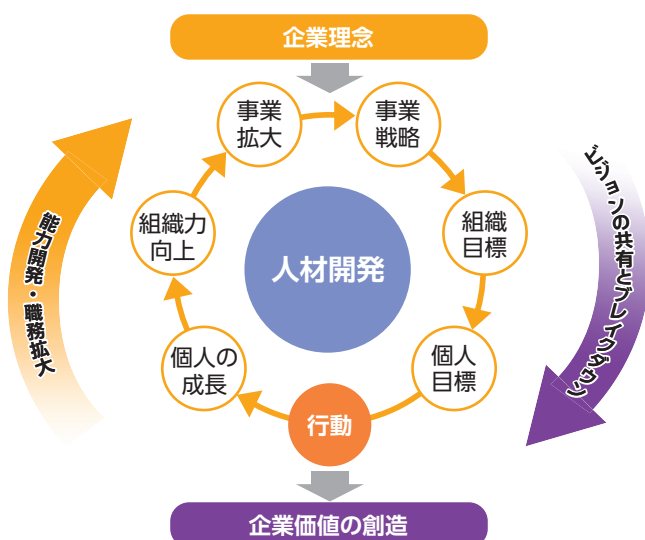 企業理念
事業
拡大
事業
戦略
組織力
向上
組織
目標
人材開発
個人の
成長
個人
目標
行動
企業価値の創造
能力開発・職務拡大
ビジョンの共有とブレイクダウン